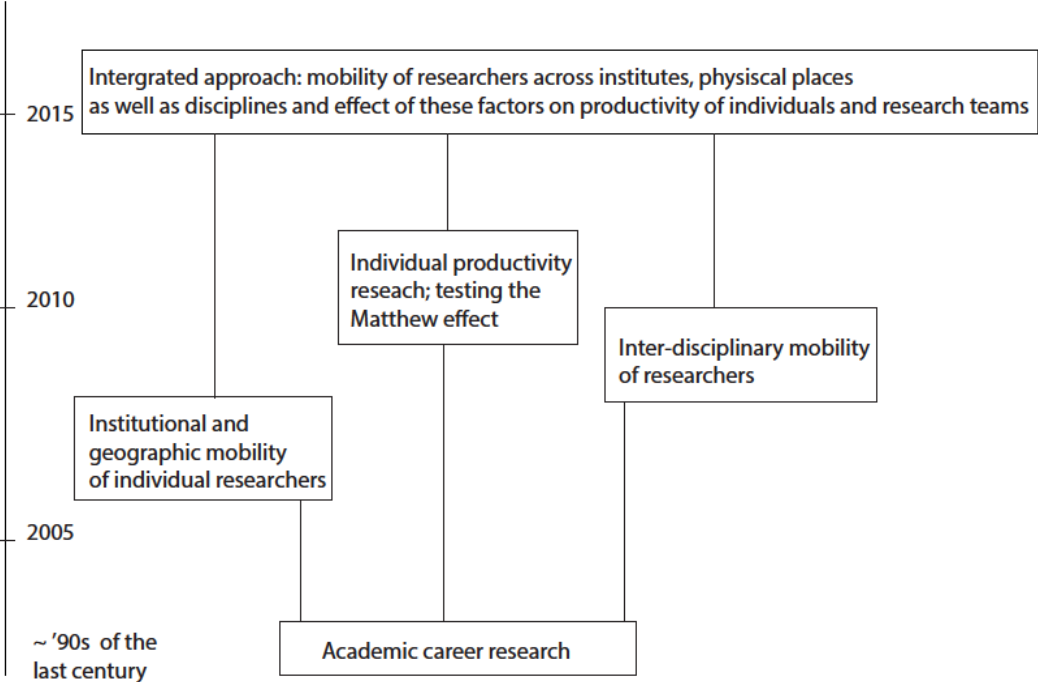 Intergrated approach: mobility of researchers across institutes, physiscal places
as well as disciplines and effect of these factors on productivity of individuals and research teams
2015
Individual productivity
reseach; testing the
Matthew effect
2010
Inter-disciplinary mobility
of researchers
Institutional and
geographic mobility
of individual researchers
2005
~ '90s of the
last century
Academic career research